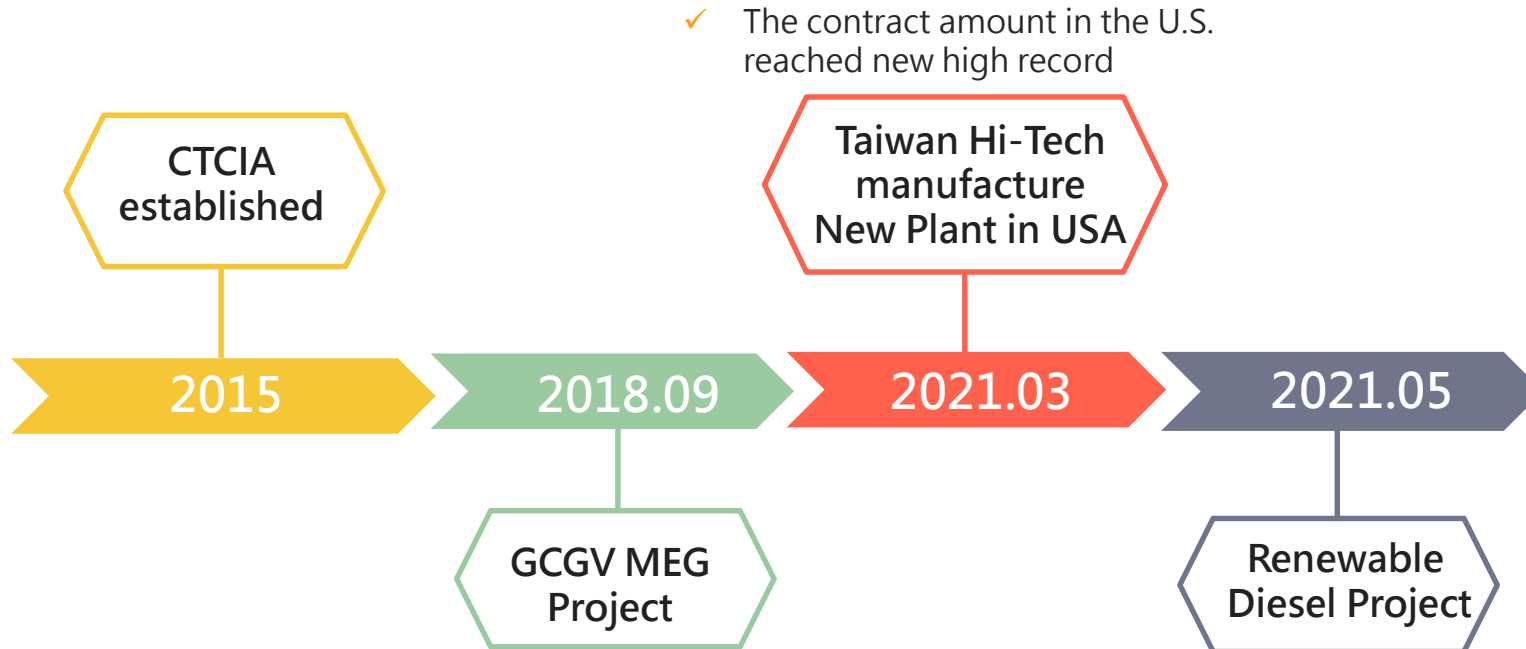 ✓ The contract amount in the U.S.
reached new high record
CTCIA
established
Taiwan Hi-Tech
manufacture
New Plant in USA
2015
2018.09
2021.03
2021.05
GCGV MEG
Project
Renewable
Diesel Project